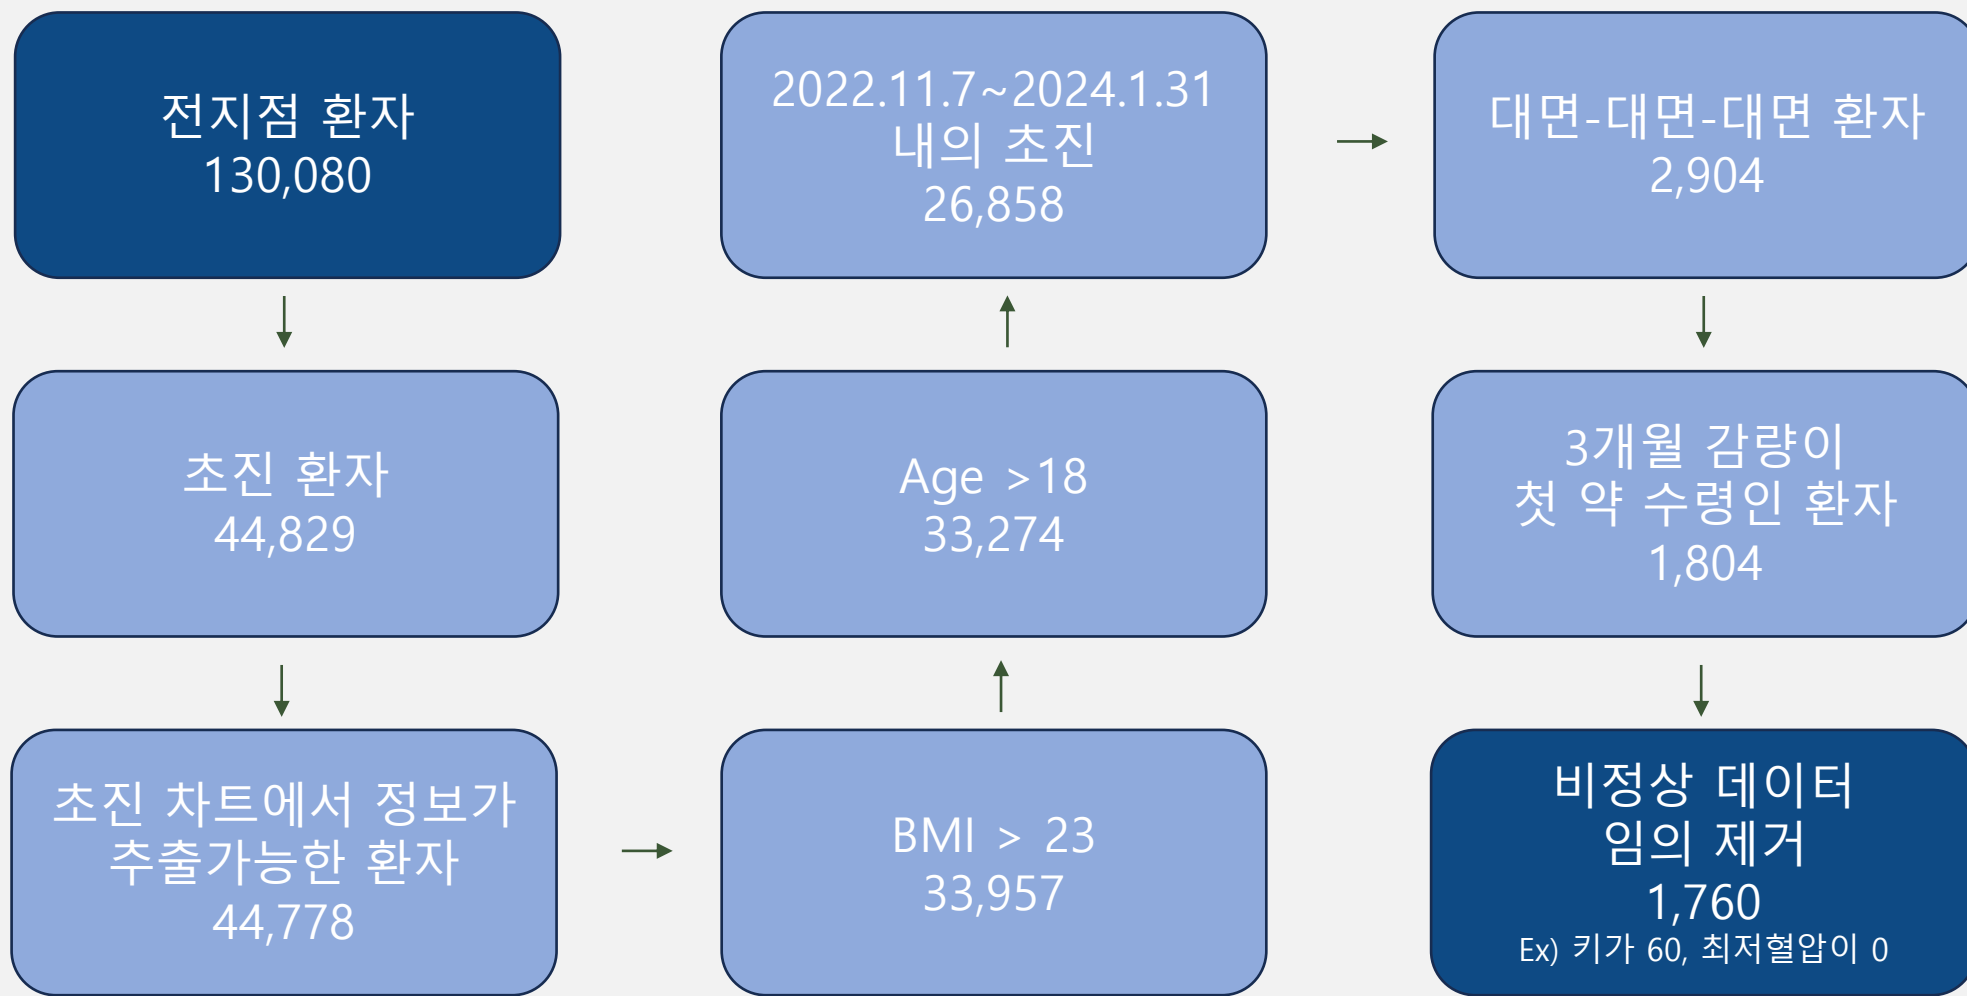 전지점 환자
130,080
초진 환자
44,829
초진 차트에서 정보가
추출가능한 환자
44,778
BMI > 23
33,957
Age >18
33,274
2022.11.7~2024.1.31
내의 초진
26,858
대면-대면-대면 환자
2,904
3개월 감량이
첫 약 수령인 환자
1,804
비정상 데이터
임의 제거
1,760
Ex) 키가 60, 최저혈압이 0